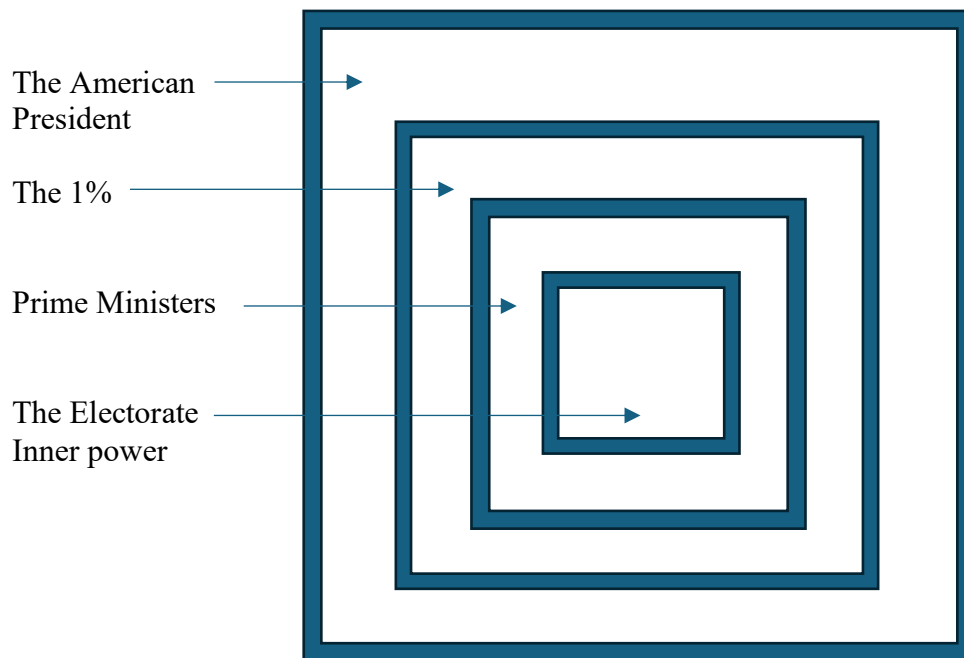 The American
President
The 1%
Prime Ministers
The Electorate
Inner power